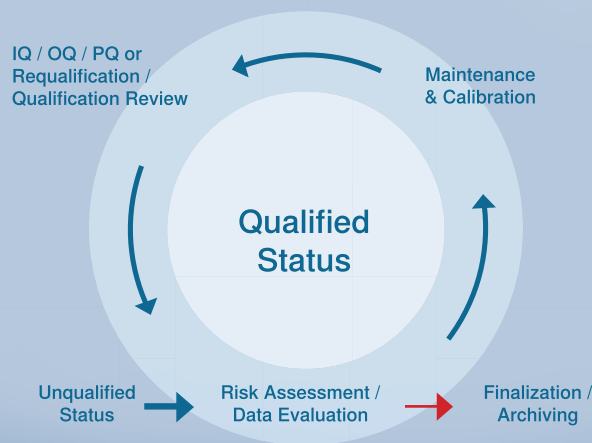 IQ / OQ / PQ or
Requalification /
Qualification Review
Maintenance
& Calibration
Qualified
Status
Unqualified
Status
Risk Assessment /
Data Evaluation
Finalization /
Archiving